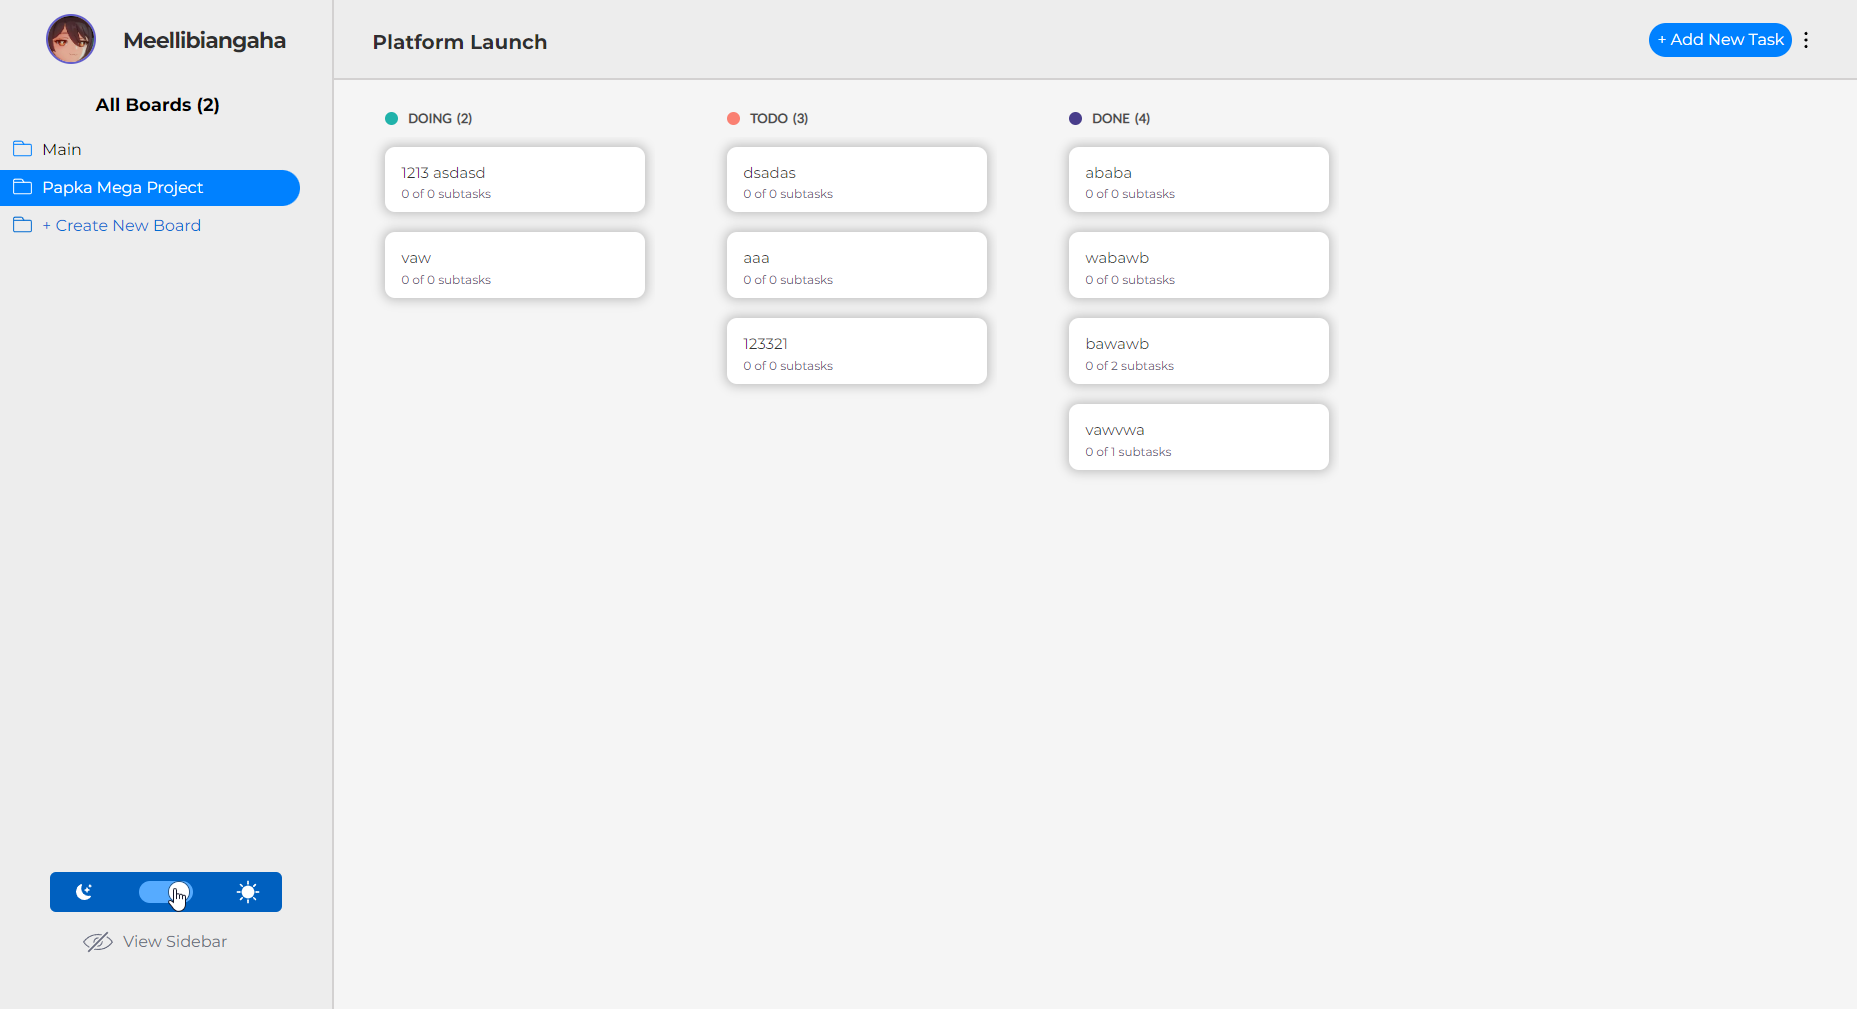 Meellibiangaha
All Boards (2)
Main
Papka Mega Project
+ Create New Board
View Sidebar
Platform Launch
+ Add New Task
DOING (2)
1213 asdasd
0 of 0 subtasks
vaw
0 of 0 subtasks
TODO (3)
dsadas
0 of 0 subtasks
aaa
0 of 0 subtasks
123321
0 of 0 subtasks
DONE (4)
ababa
0 of 0 subtasks
wabawb
0 of 0 subtasks
bawawb
0 of 2 subtasks
vawvwa
0 of 1 subtasks